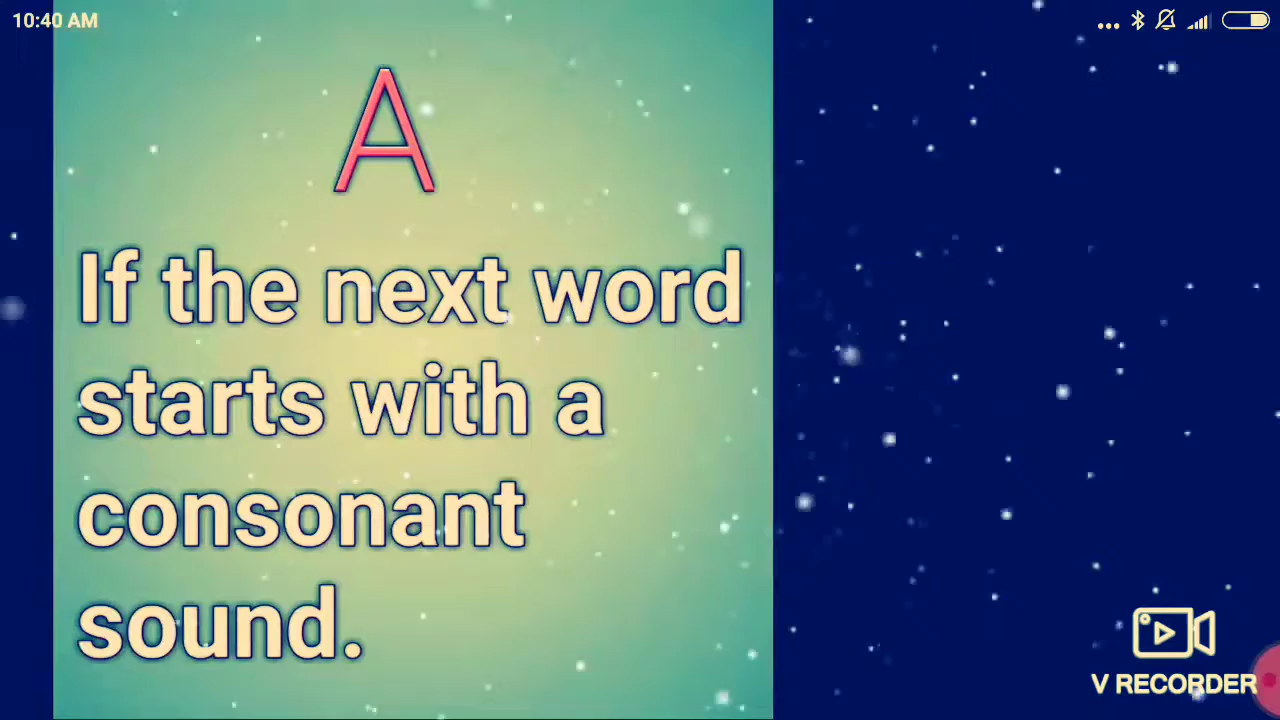 10:40 AM
A
If the next word
starts with a
consonant
sound.
V RECORDER